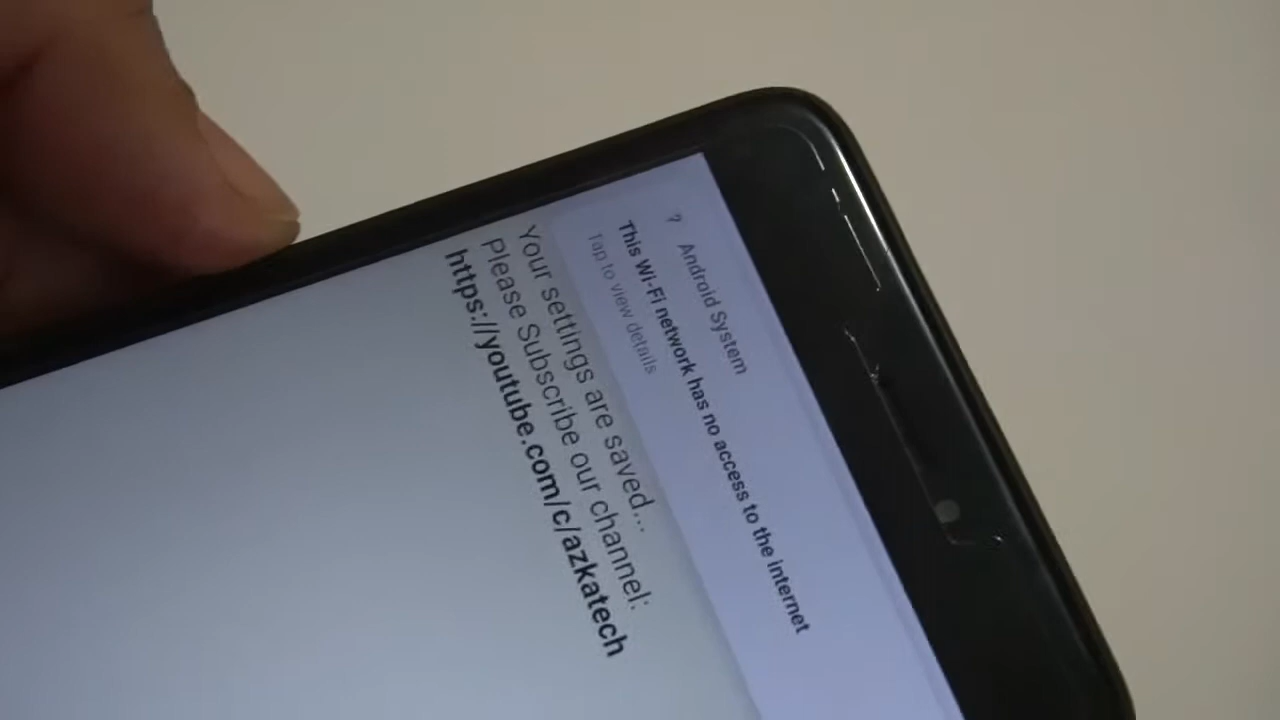 ? Android System
This Wi-Fi network has no access to the internet
Tap to view details
Your settings are saved...
Please Subscribe our channel:
https://youtube.com/c/azkatech